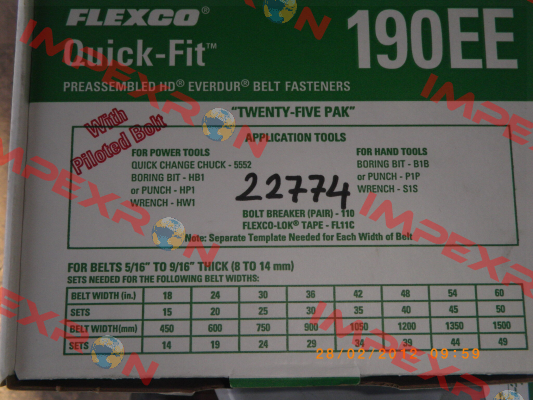 FLEXCO®
Quick-Fit™
190EE
PREASSEMBLED HD® EVERDUR® BELT FASTENERS
"TWENTY-FIVE PAK"
With
Piloted Bolt
APPLICATION TOOLS
FOR POWER TOOLS
QUICK CHANGE CHUCK - 5552
BORING BIT - HB1
or PUNCH - HP1
WRENCH - HW1
FOR HAND TOOLS
BORING BIT - B1B
or PUNCH - P1P
WRENCH - S1S
22774
BOLT BREAKER (PAIR) - 110
FLEXCO-LOK® TAPE - FL11C
Note: Separate Template Needed for Each Width of Belt
FOR BELTS 5/16" TO 9/16" THICK (8 TO 14 mm)
SETS NEEDED FOR THE FOLLOWING BELT WIDTHS:
BELT WIDTH (in.) 18 24 30 36 42 48 54 60
SETS 15 20 25 30 35 40 45 50
BELT WIDTH(mm) 450 600 750 900 1050 1200 1350 1500
SETS 14 19 24 29 34 39 44 49
28/02/2012 09:59
IMPEXRON
IMPEXRON
IMPEXRON
IMPEXRON